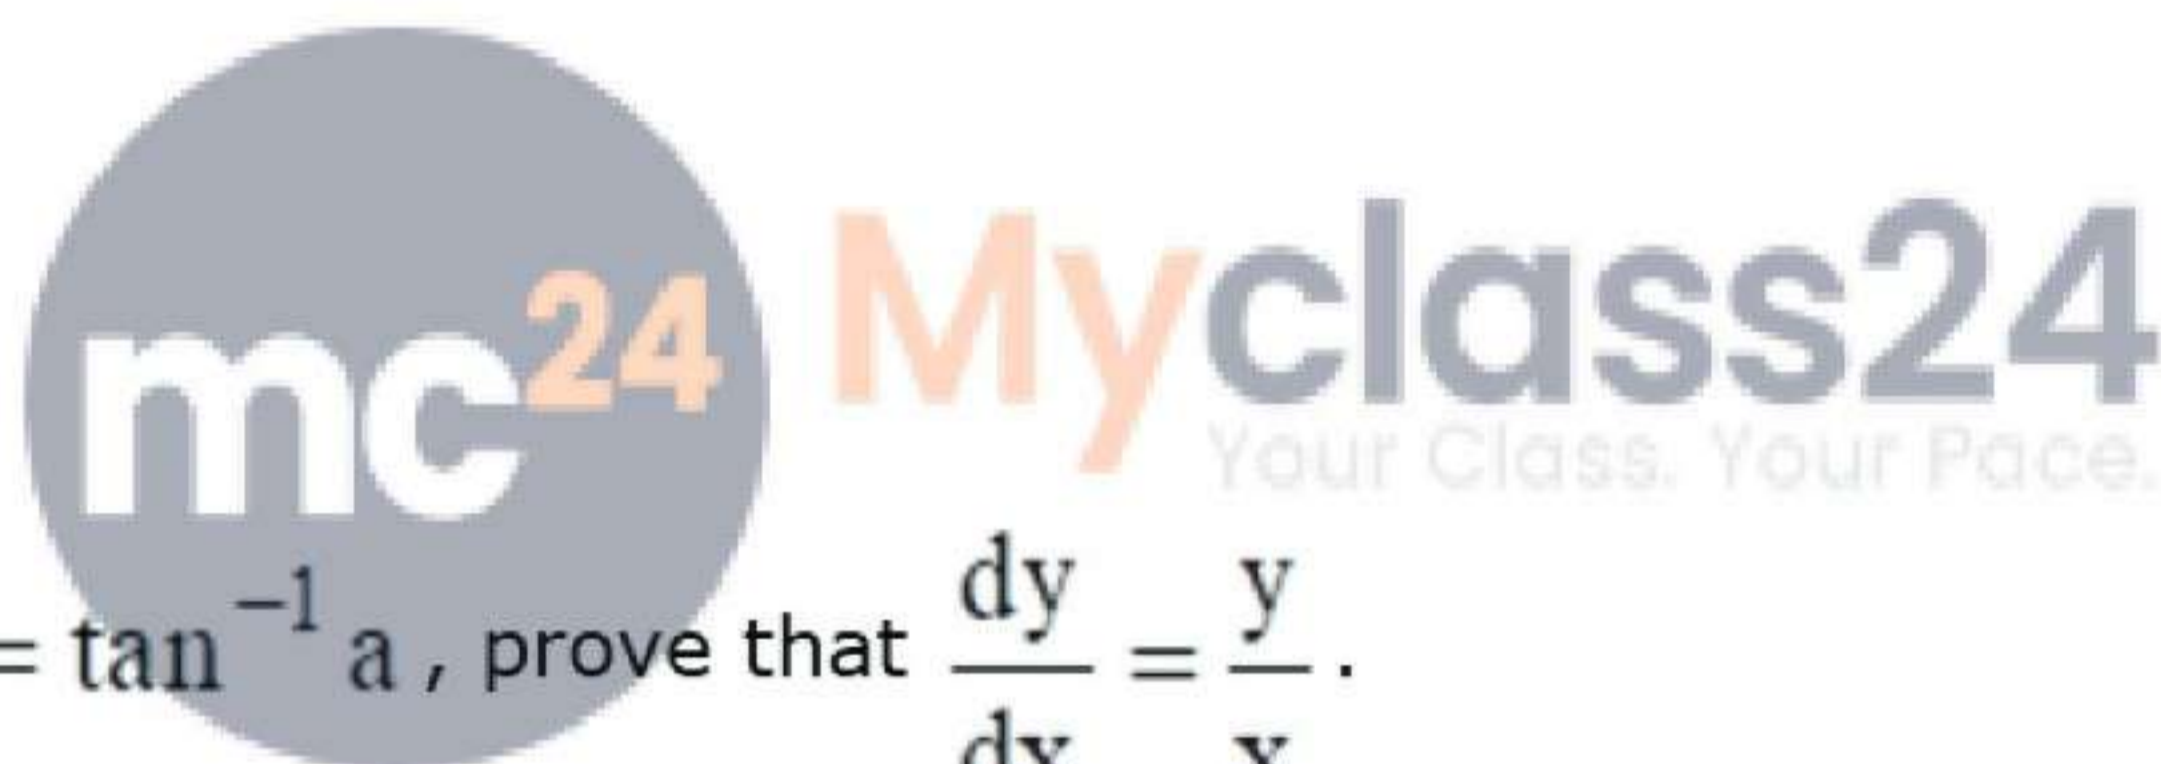 mc24
Myclass24
Your Class. Your Pace.
= tan⁻¹ a , prove that dy/dx = y/x .